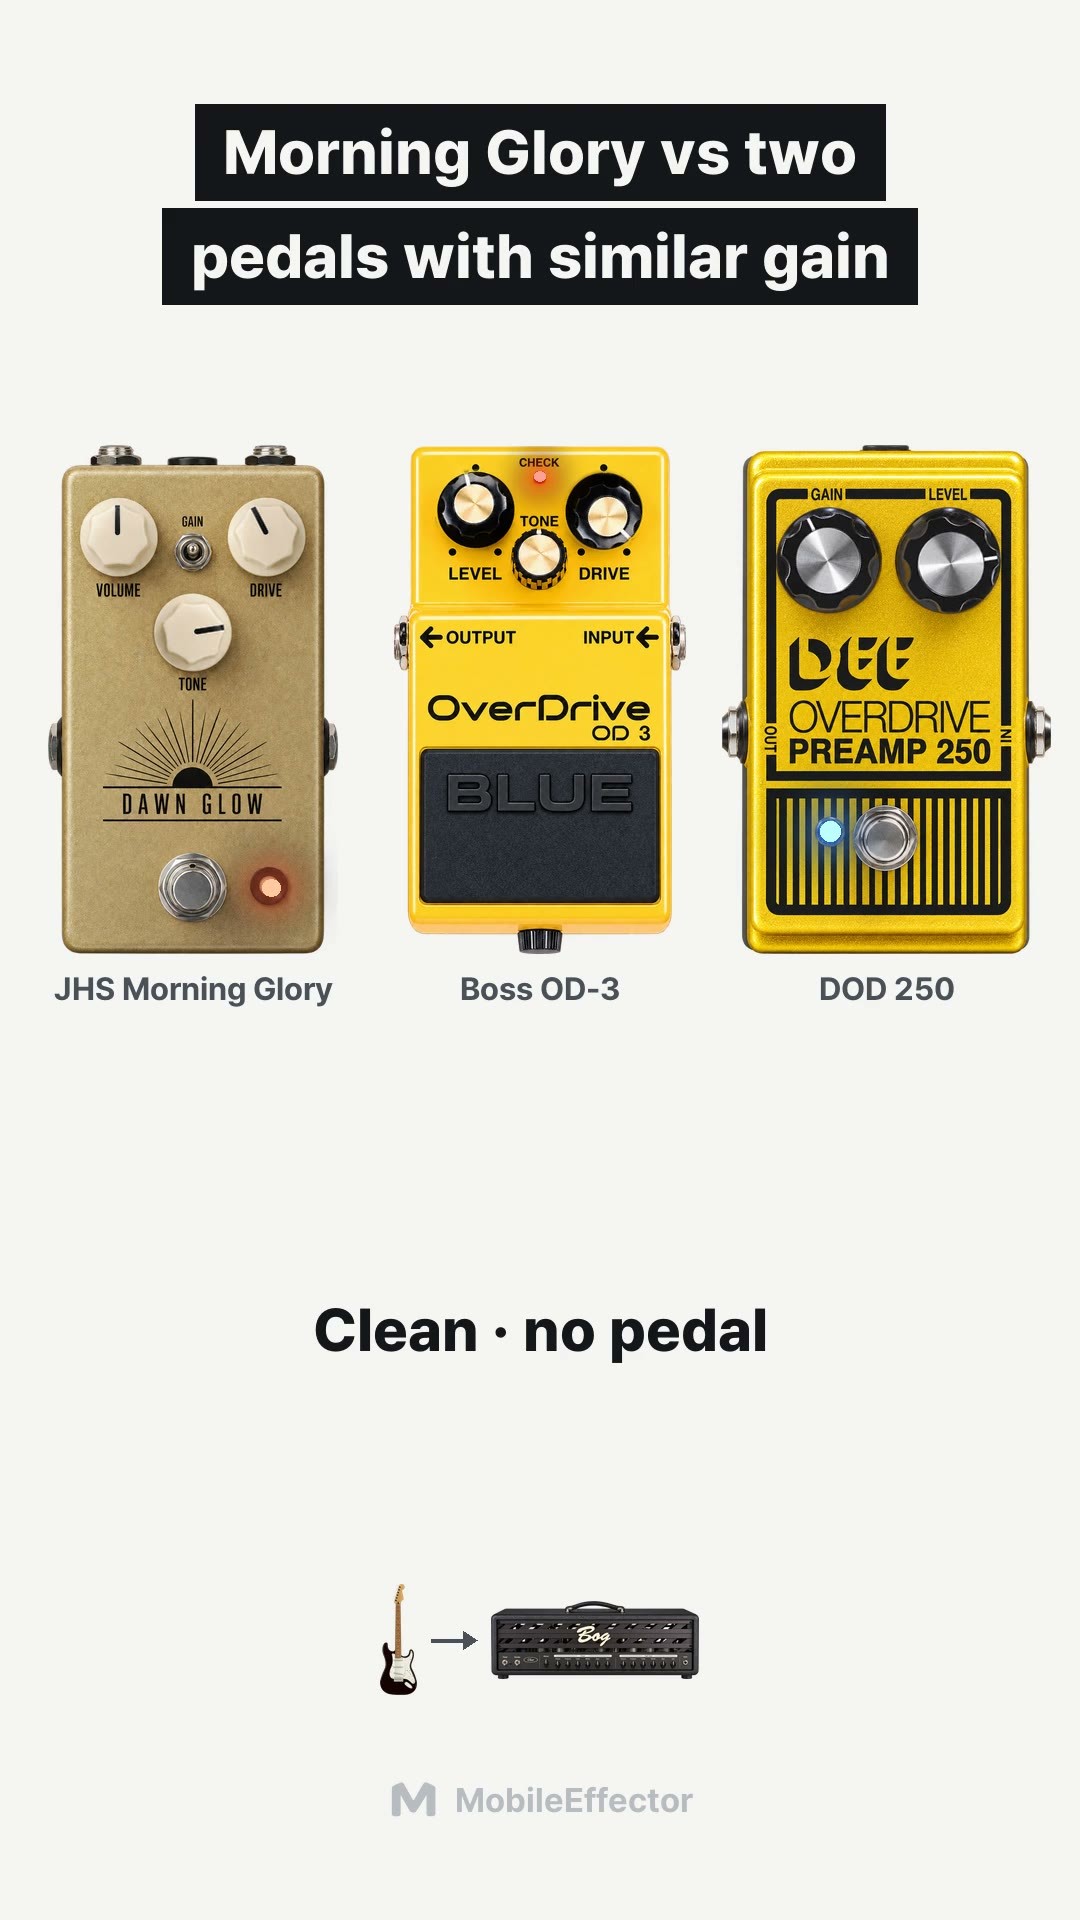 Morning Glory vs two
pedals with similar gain
GAIN
VOLUME
DRIVE
TONE
DAWN GLOW
CHECK
TONE
LEVEL
DRIVE
OUTPUT
INPUT
OverDrive
OD 3
BLUE
GAIN
LEVEL
DEE
OVERDRIVE
PREAMP 250
OUT
IN
JHS Morning Glory
Boss OD-3
DOD 250
Clean · no pedal
Bog
M MobileEffector